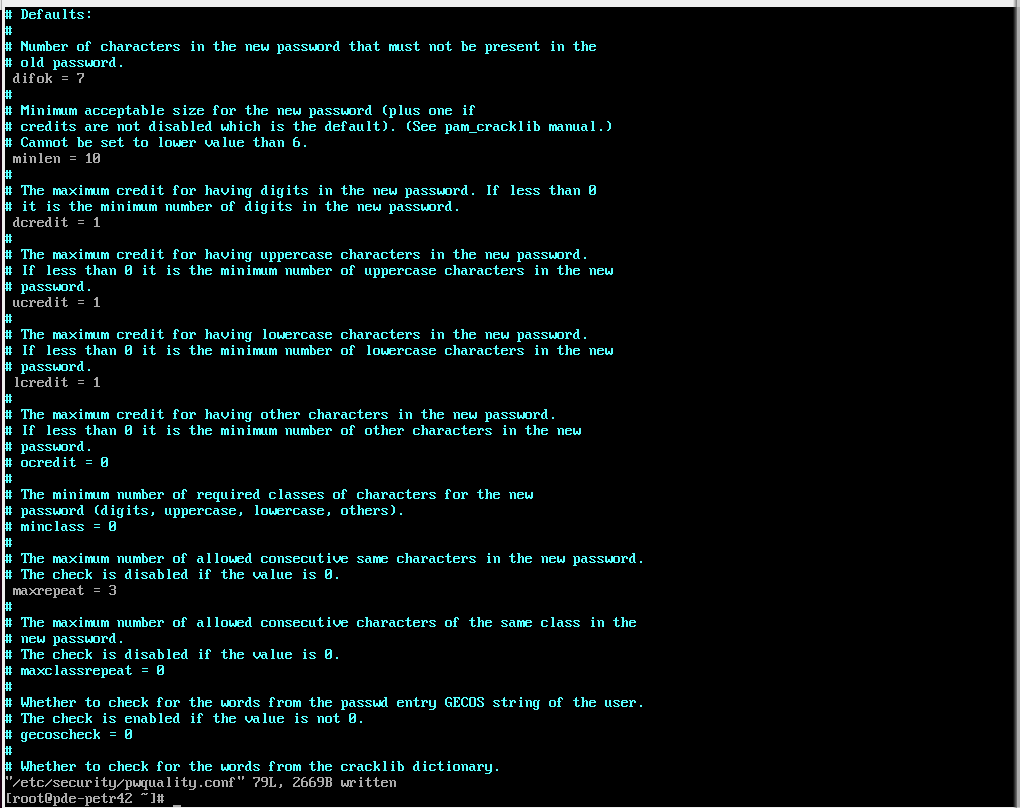 # Defaults:
#
# Number of characters in the new password that must not be present in the
# old password.
difok = 7
#
# Minimum acceptable size for the new password (plus one if
# credits are not disabled which is the default). (See pam_cracklib manual.)
# Cannot be set to lower value than 6.
minlen = 10
#
# The maximum credit for having digits in the new password. If less than 0
# it is the minimum number of digits in the new password.
dcredit = 1
#
# The maximum credit for having uppercase characters in the new password.
# If less than 0 it is the minimum number of uppercase characters in the new
# password.
ucredit = 1
#
# The maximum credit for having lowercase characters in the new password.
# If less than 0 it is the minimum number of lowercase characters in the new
# password.
lcredit = 1
#
# The maximum credit for having other characters in the new password.
# If less than 0 it is the minimum number of other characters in the new
# password.
# ocredit = 0
#
# The minimum number of required classes of characters for the new
# password (digits, uppercase, lowercase, others).
# minclass = 0
#
# The maximum number of allowed consecutive same characters in the new password.
# The check is disabled if the value is 0.
maxrepeat = 3
#
# The maximum number of allowed consecutive characters of the same class in the
# new password.
# The check is disabled if the value is 0.
# maxclassrepeat = 0
#
# Whether to check for the words from the passwd entry GECOS string of the user.
# The check is enabled if the value is not 0.
# gecoscheck = 0
#
# Whether to check for the words from the cracklib dictionary.
"/etc/security/pwquality.conf" 79L, 2669B written
[root@pde-petr42 ~]# _